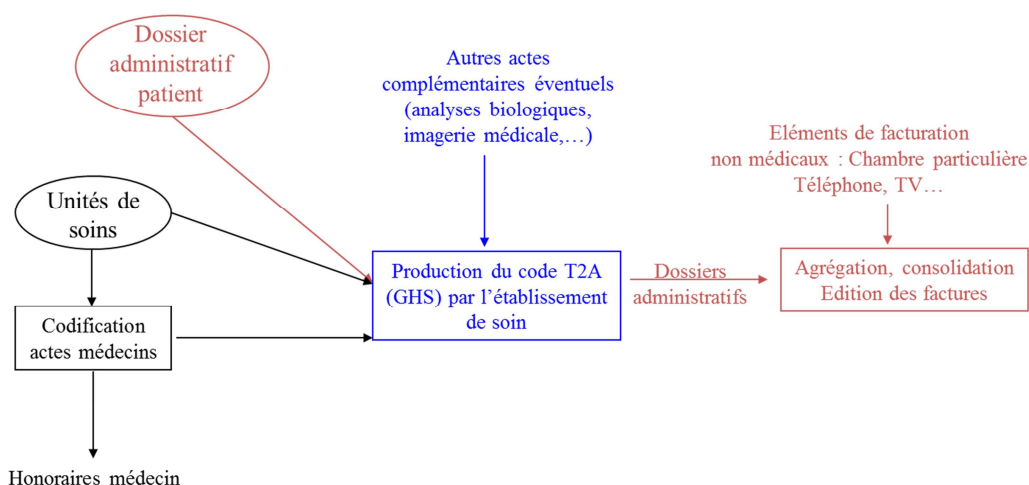 Dossier
administratif
patient
Autres actes
complémentaires éventuels
(analyses biologiques,
imagerie médicale,…)
Eléments de facturation
non médicaux : Chambre particulière
Téléphone, TV…
Unités de
soins
Production du code T2A
(GHS) par l’établissement
de soin
Dossiers
administratifs
Agrégation, consolidation
Edition des factures
Codification
actes médecins
Honoraires médecin